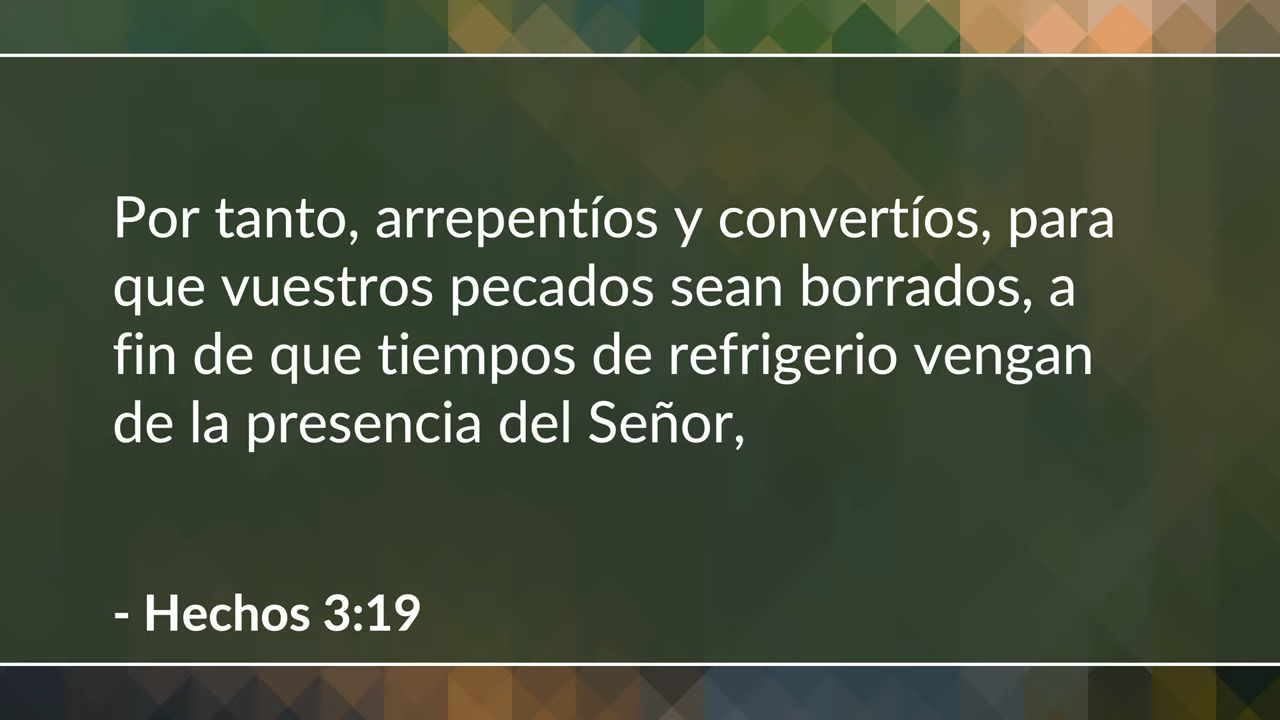 Por tanto, arrepentíos y convertíos, para
que vuestros pecados sean borrados, a
fin de que tiempos de refrigerio vengan
de la presencia del Señor,
- Hechos 3:19